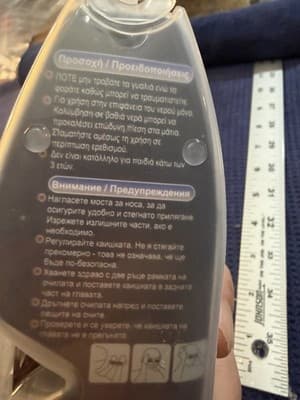 Προσοχή / Προειδοποιήσεις
ΠΟΤΕ μην τραβάτε τα γυαλιά ενώ τα
φοράτε καθώς μπορεί να τραυματιστείτε.
Για χρήση στην επιφάνεια του νερού μόνο.
Κολύμβηση σε βαθιά νερά μπορεί να
προκαλέσει επώδυνη πίεση στα μάτια.
Σταματήστε αμέσως τη χρήση σε
περίπτωση ερεθισμού.
Δεν είναι κατάλληλο για παιδιά κάτω των
3 ετών.
Внимание / Предупреждения
Нагласете моста за носа, за да
осигурите удобно и стегнато прилягане.
Изрежете излишните части, ако е
необходимо.
Регулирайте каишката. Не я стягайте
прекомерно - това не означава, че ще
бъде по-безопасна.
Хванете здраво с две ръце рамката на
очилата и поставете каишката в задната
част на главата.
Дръпнете очилата напред и поставете
лещите на очите.
Проверете и се уверете, че каишката на
главата не е прегъната.
32
33
34
35